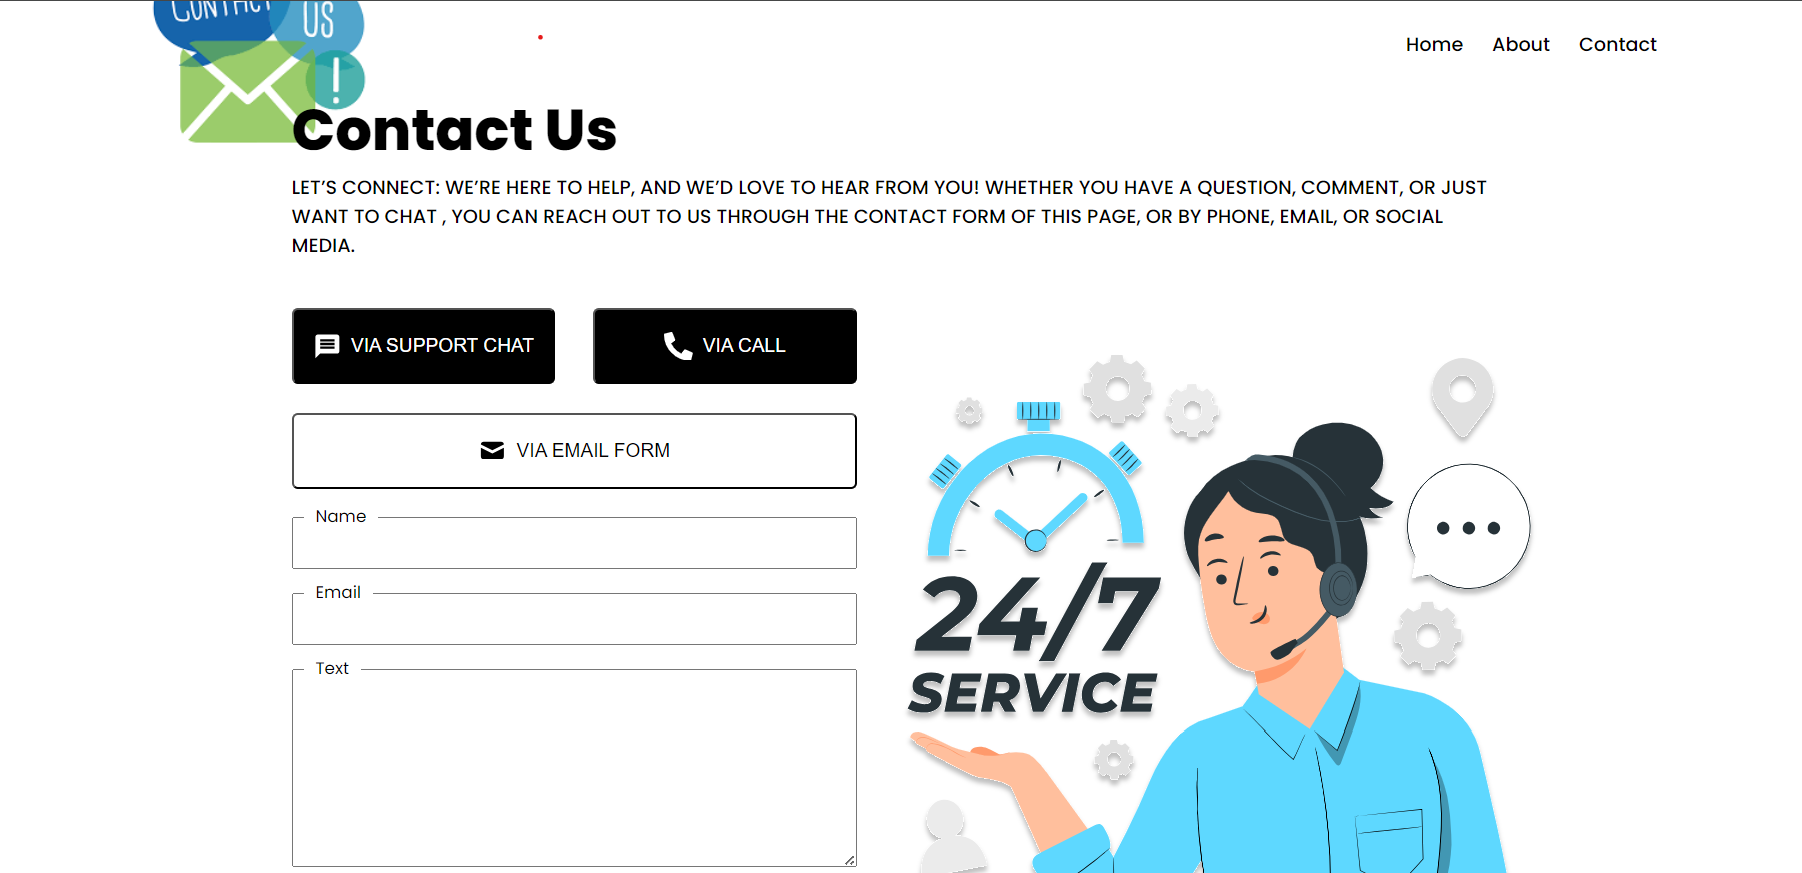 CONTACT
US
!
Home About Contact
Contact Us
LET’S CONNECT: WE’RE HERE TO HELP, AND WE’D LOVE TO HEAR FROM YOU! WHETHER YOU HAVE A QUESTION, COMMENT, OR JUST
WANT TO CHAT , YOU CAN REACH OUT TO US THROUGH THE CONTACT FORM OF THIS PAGE, OR BY PHONE, EMAIL, OR SOCIAL
MEDIA.
VIA SUPPORT CHAT
VIA CALL
VIA EMAIL FORM
Name
Email
Text
24/7
SERVICE